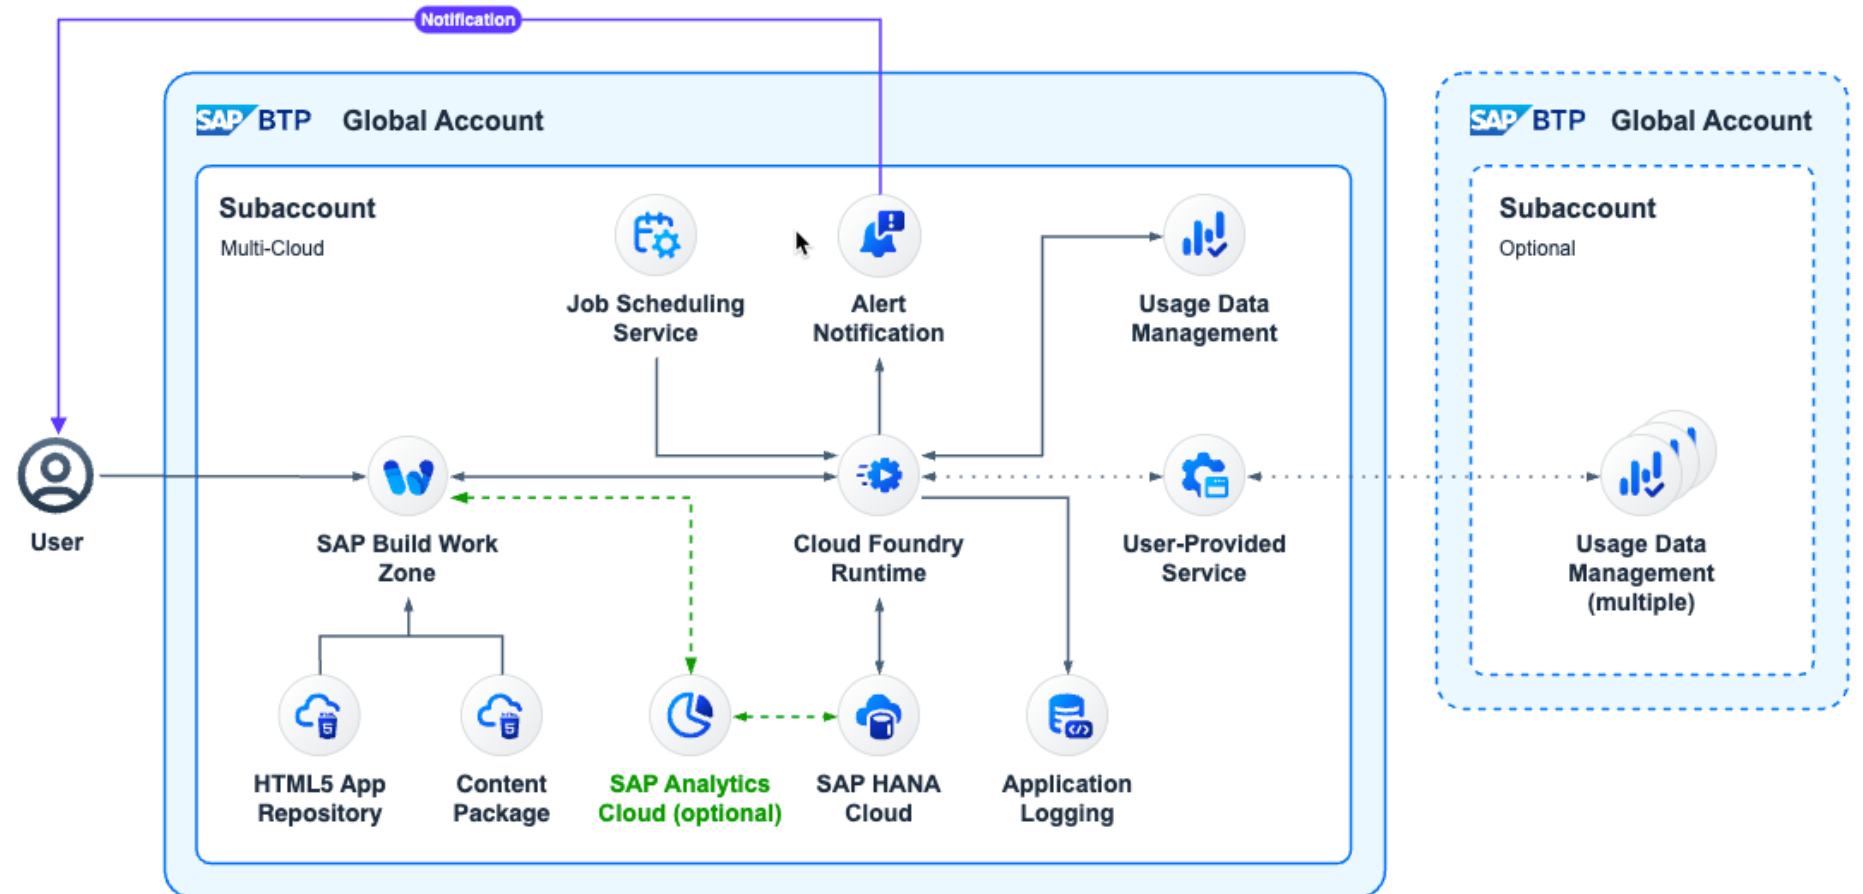 Notification
SAP BTP Global Account
SAP BTP Global Account
Subaccount
Multi-Cloud
Subaccount
Optional
Job Scheduling
Service
Alert
Notification
Usage Data
Management
User
SAP Build Work
Zone
Cloud Foundry
Runtime
User-Provided
Service
Usage Data
Management
(multiple)
HTML5 App
Repository
Content
Package
SAP Analytics
Cloud (optional)
SAP HANA
Cloud
Application
Logging